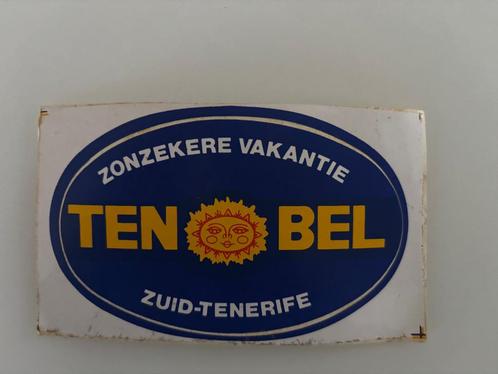 ZONZEKERE VAKANTIE
TEN BEL
ZUID-TENERIFE